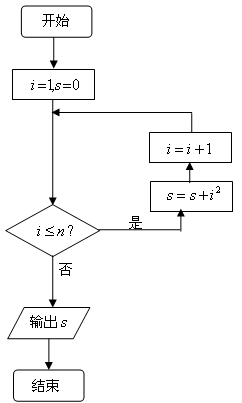 开始
i=1,s=0
i=i+1
s=s+i²
i≤n?
是
否
输出s
结束